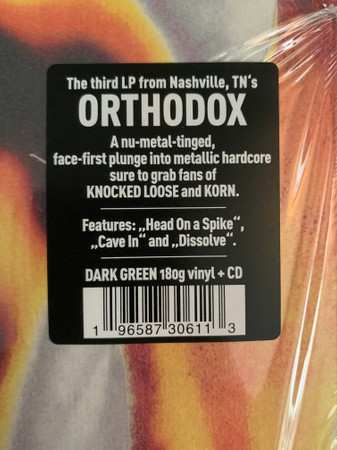 The third LP from Nashville, TN's
ORTHODOX
A nu-metal-tinged,
face-first plunge into metallic hardcore
sure to grab fans of
KNOCKED LOOSE and KORN.
Features: „Head On a Spike“,
„Cave In“ and „Dissolve“.
DARK GREEN 180g vinyl + CD
1 96587 30611 3